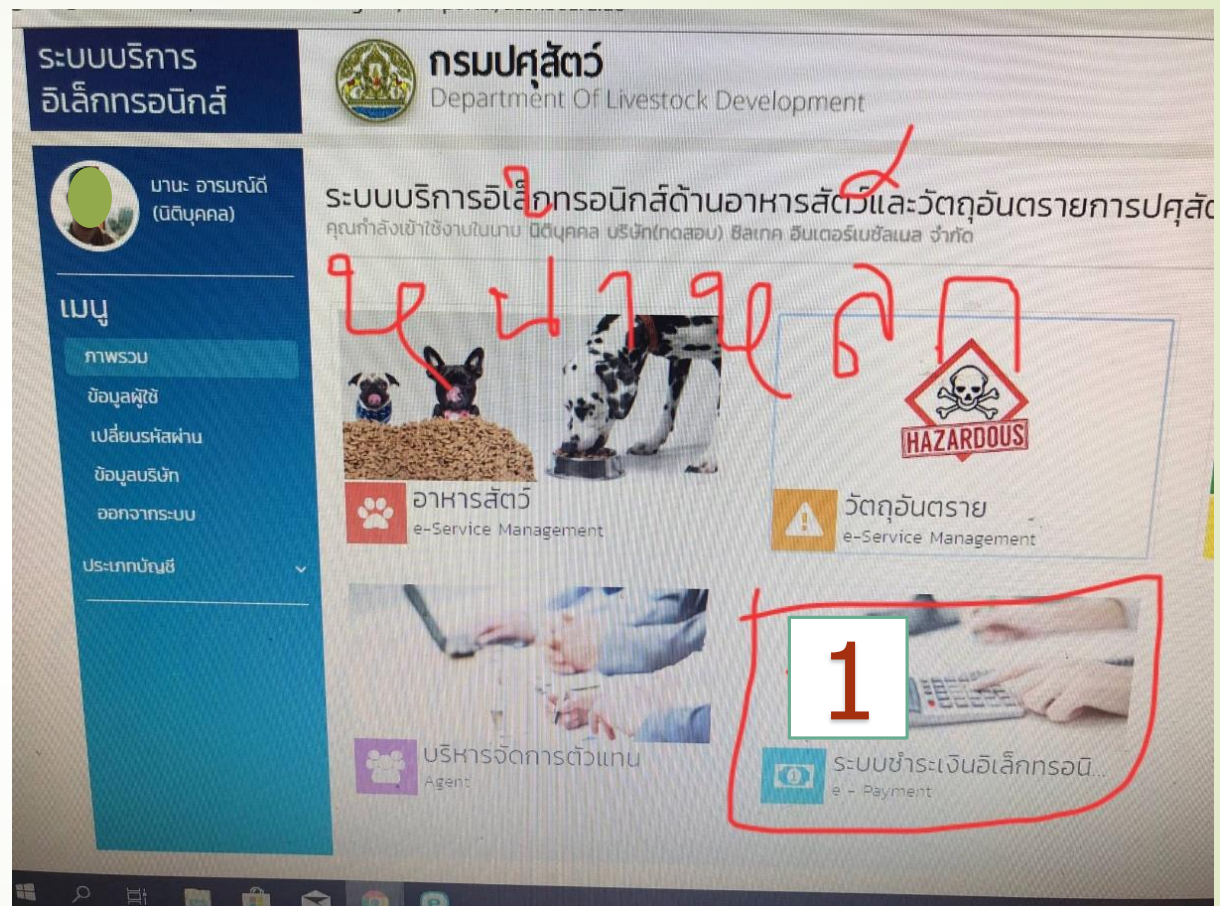 ระบบบริการ
อิเล็กทรอนิกส์
กรมปศุสัตว์
Department Of Livestock Development
มานะ อารมณ์ดี
(นิติบุคคล)
ระบบบริการอิเล็กทรอนิกส์ด้านอาหารสัตว์และวัตถุอันตรายการปศุสัต
คุณกำลังเข้าใช้งานในนาม นิติบุคคล บริษัท(ทดสอบ) ซิลเทค อินเตอร์เนชั่ลแนล จำกัด
หน้าหลัก
เมนู
ภาพรวม
ข้อมูลผู้ใช้
เปลี่ยนรหัสผ่าน
ข้อมูลบริษัท
ออกจากระบบ
ประเภทบัญชี
HAZARDOUS
อาหารสัตว์
e-Service Management
วัตถุอันตราย
e-Service Management
1
บริหารจัดการตัวแทน
Agent
ระบบชำระเงินอิเล็กทรอนิ...
e - Payment